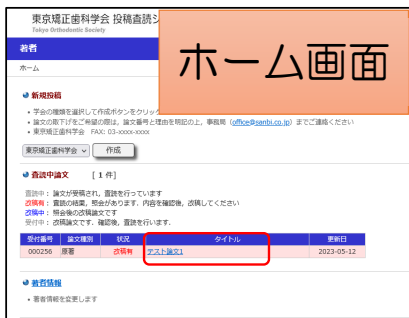 東京矯正歯科学会 投稿査読シ
Tokyo Orthodontic Society
ホーム画面
著者
ホーム
新規投稿
・学会の種類を選択して作成ボタンをクリッ
・論文の取下げをご希望の際は、論文番号と理由を明記の上，事務局（office@sanbi.co.jp）までご連絡ください
・東京矯正歯科学会 FAX: 03-xxxx-xxxx
東京矯正歯科学会 作成
査読中論文 [ 1 件]
査読中： 論文が受稿され，査読を行っています
改稿有： 査読の結果，照会があります．内容を確認後，改稿してください
改稿中： 照会後の改稿論文です
受付中： 改稿論文です．確認後，査読を行います．
受付番号 論文種別 状況 タイトル 更新日
000256 原著 改稿有 テスト論文1 2023-05-12
著者情報
・著者情報を変更します